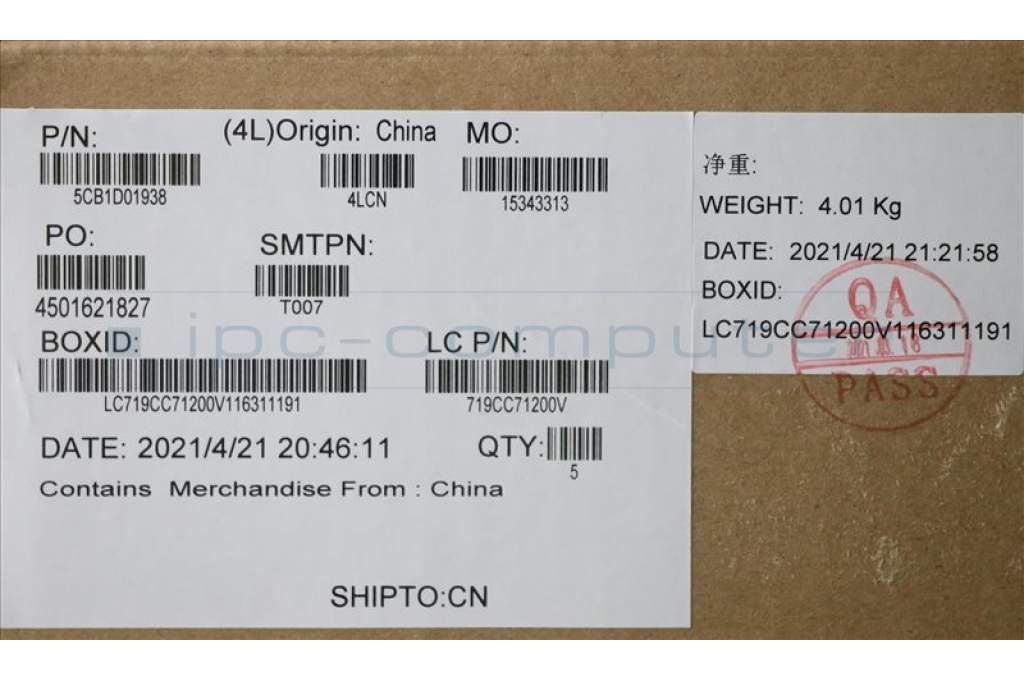 P/N:
5CB1D01938
(4L)Origin: China
4LCN
MO:
15343313
PO:
4501621827
SMTPN:
T007
BOXID:
LC719CC71200V116311191
LC P/N:
719CC71200V
DATE: 2021/4/21 20:46:11
QTY:
5
Contains Merchandise From : China
SHIPTO:CN
净重:
WEIGHT: 4.01 Kg
DATE: 2021/4/21 21:21:58
BOXID:
LC719CC71200V116311191
QA
PASS
ipc-compute